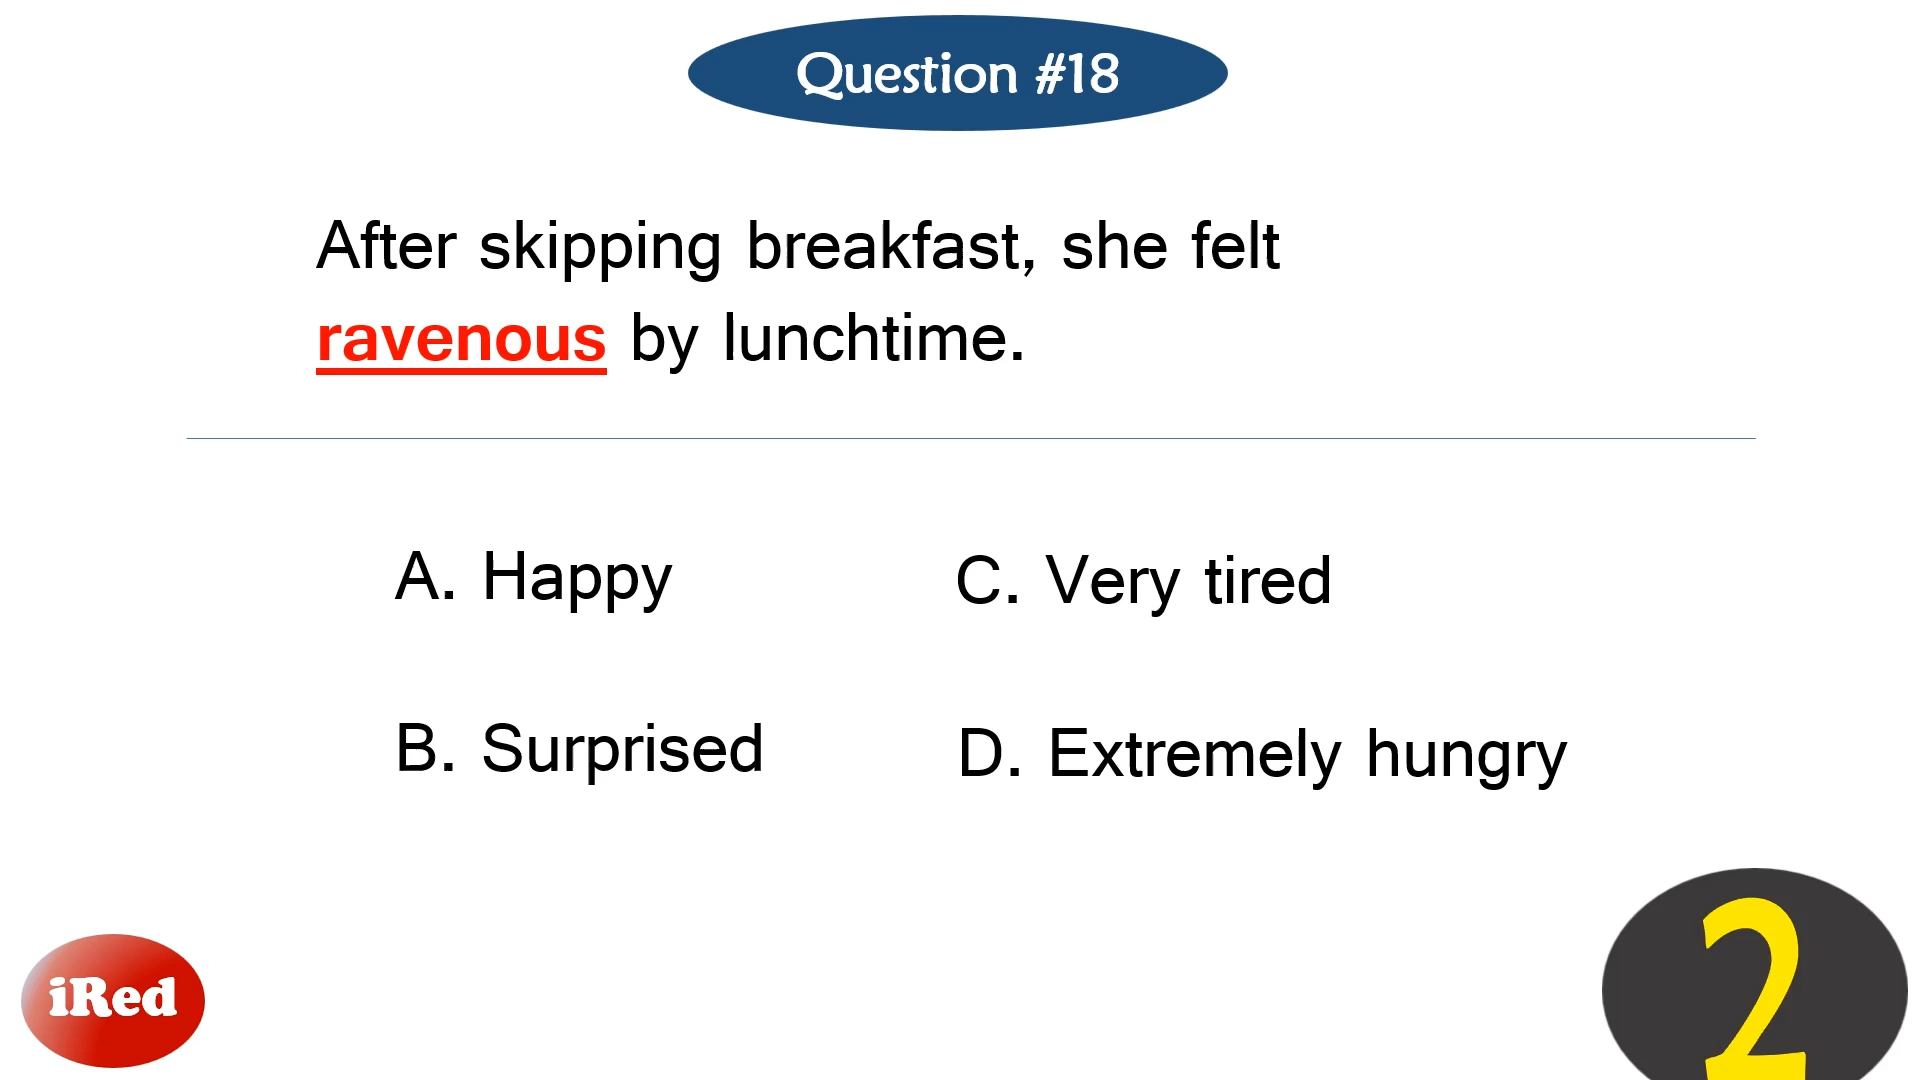 Question #18
After skipping breakfast, she felt
ravenous by lunchtime.
A. Happy
C. Very tired
B. Surprised
D. Extremely hungry
iRed
2